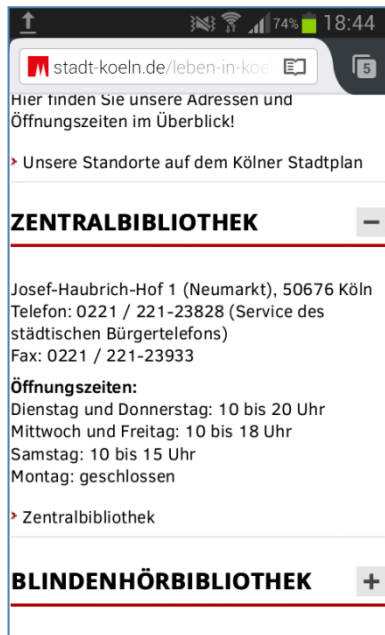 74% 18:44
stadt-koeln.de/leben-in-koe
5
Hier finden Sie unsere Adressen und
Öffnungszeiten im Überblick!
› Unsere Standorte auf dem Kölner Stadtplan
ZENTRALBIBLIOTHEK −
Josef-Haubrich-Hof 1 (Neumarkt), 50676 Köln
Telefon: 0221 / 221-23828 (Service des
städtischen Bürgertelefons)
Fax: 0221 / 221-23933
Öffnungszeiten:
Dienstag und Donnerstag: 10 bis 20 Uhr
Mittwoch und Freitag: 10 bis 18 Uhr
Samstag: 10 bis 15 Uhr
Montag: geschlossen
› Zentralbibliothek
BLINDENHÖRBIBLIOTHEK +